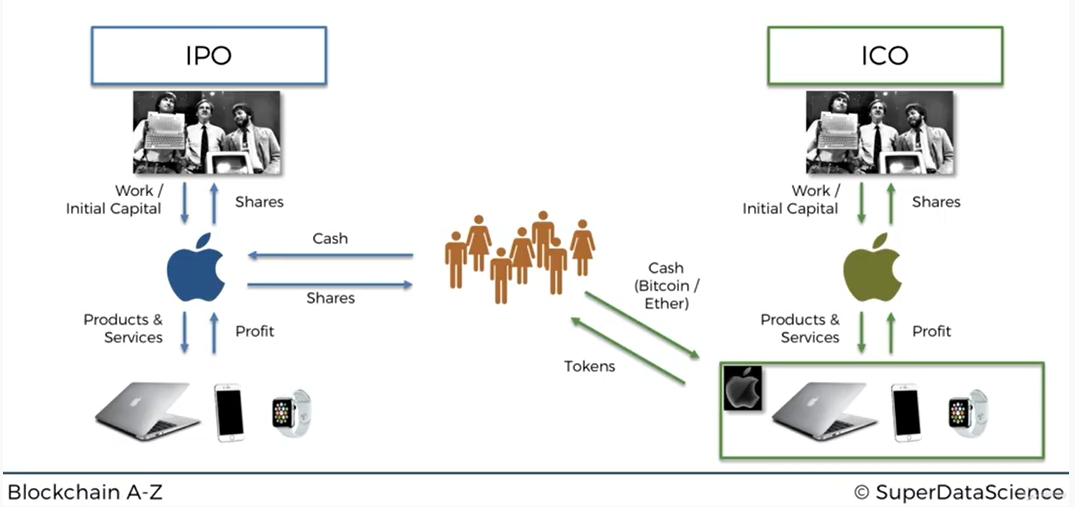 IPO
ICO
Work /
Initial Capital
Shares
Work /
Initial Capital
Shares
Cash
Shares
Cash
(Bitcoin /
Ether)
Tokens
Products &
Services
Profit
Products &
Services
Profit
Blockchain A-Z
© SuperDataScience